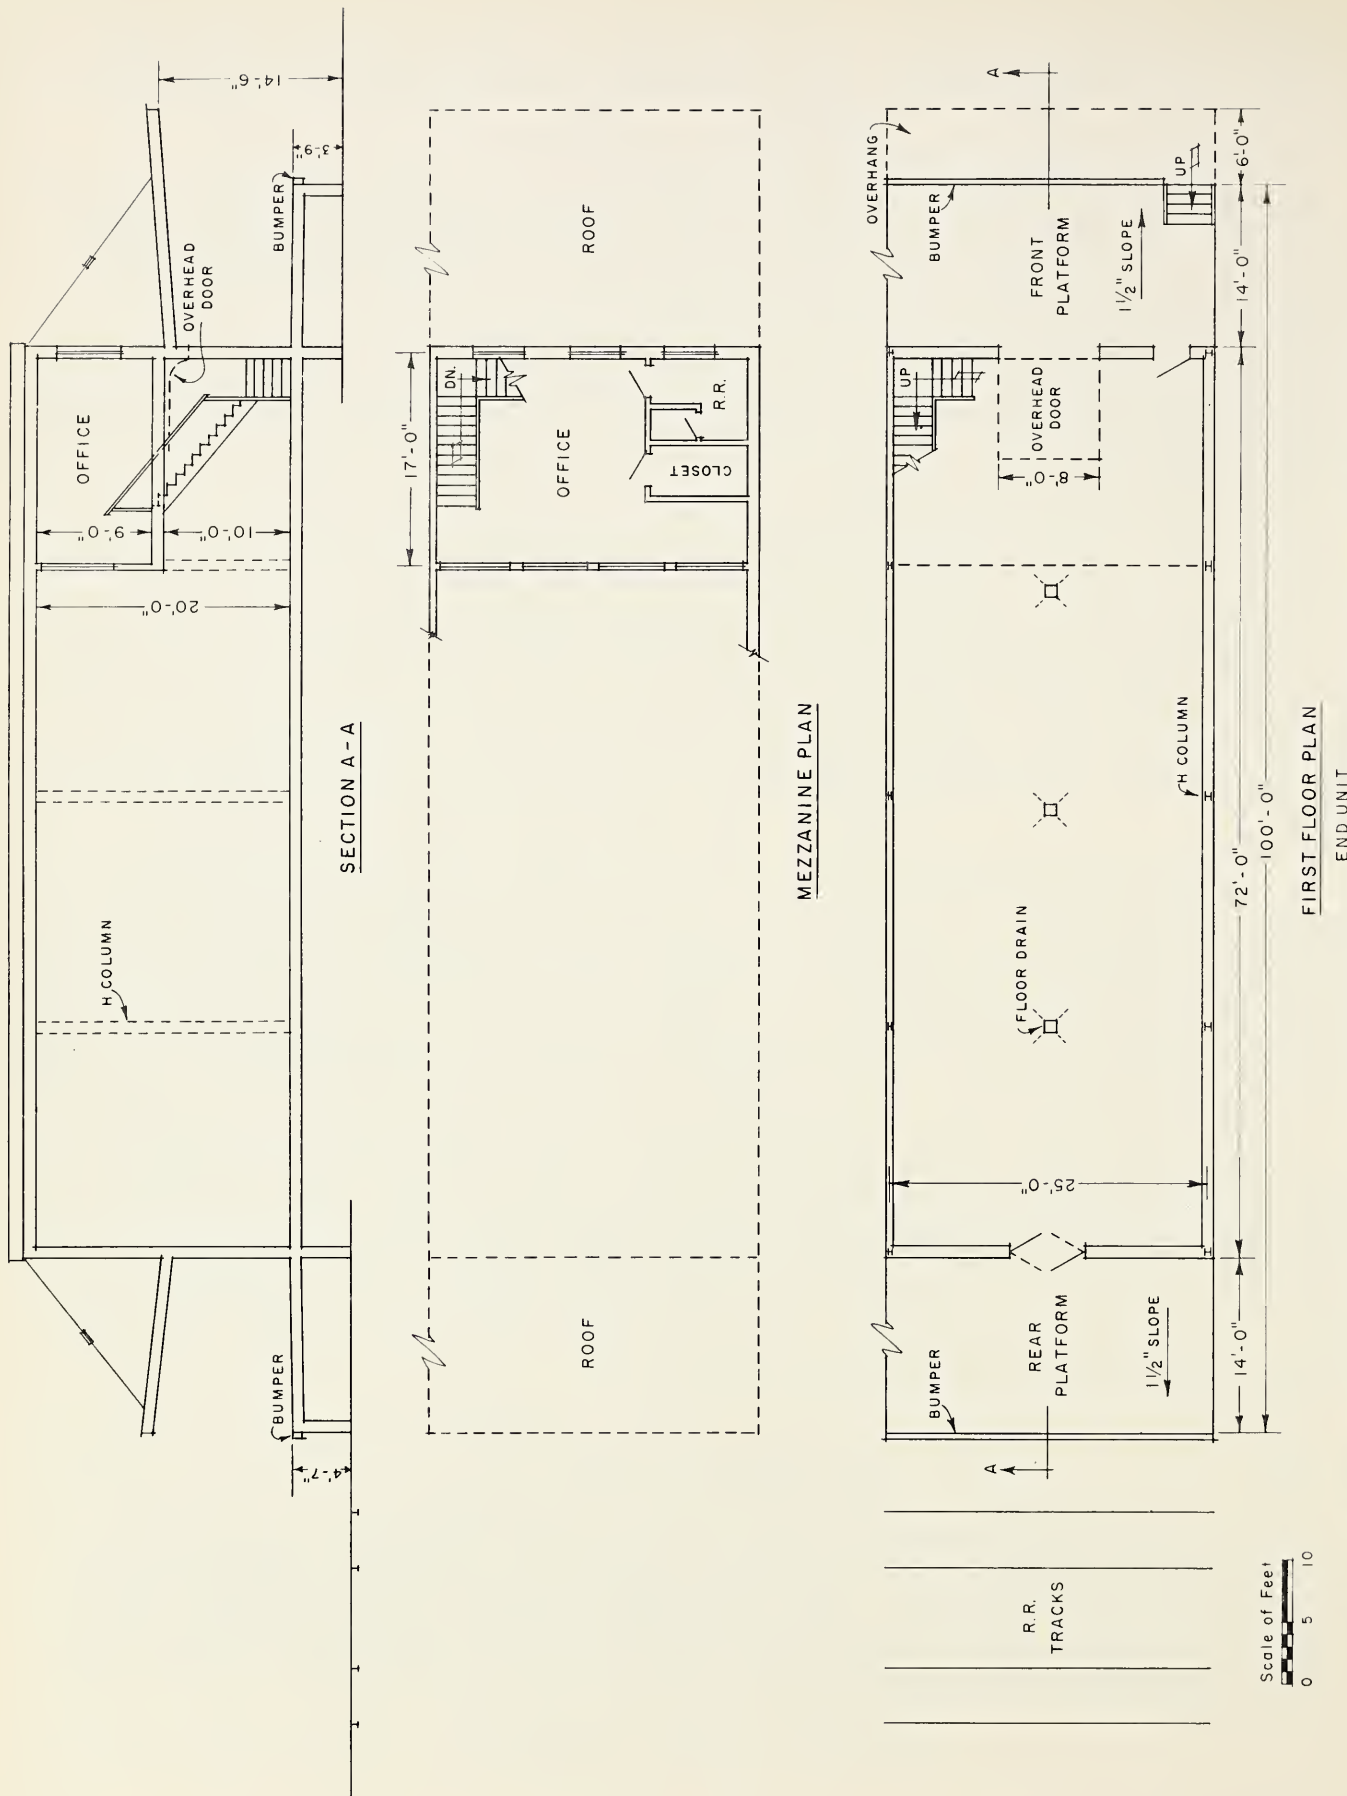 OFFICE
OVERHEAD
DOOR
BUMPER
14'-6"
3'-9"
9'-0"
10'-0"
20'-0"
H COLUMN
BUMPER
4'-7"
SECTION A-A
ROOF
17'-0"
DN.
OFFICE
R.R.
CLOSET
ROOF
MEZZANINE PLAN
R.R.
TRACKS
A
BUMPER
REAR
PLATFORM
1 1/2" SLOPE
25'-0"
FLOOR DRAIN
H COLUMN
UP
OVERHEAD
DOOR
8'-0"
FRONT
PLATFORM
1 1/2" SLOPE
BUMPER
OVERHANG
UP
A
14'-0"
72'-0"
14'-0"
6'-0"
100'-0"
Scale of Feet
0 5 10
FIRST FLOOR PLAN
END UNIT